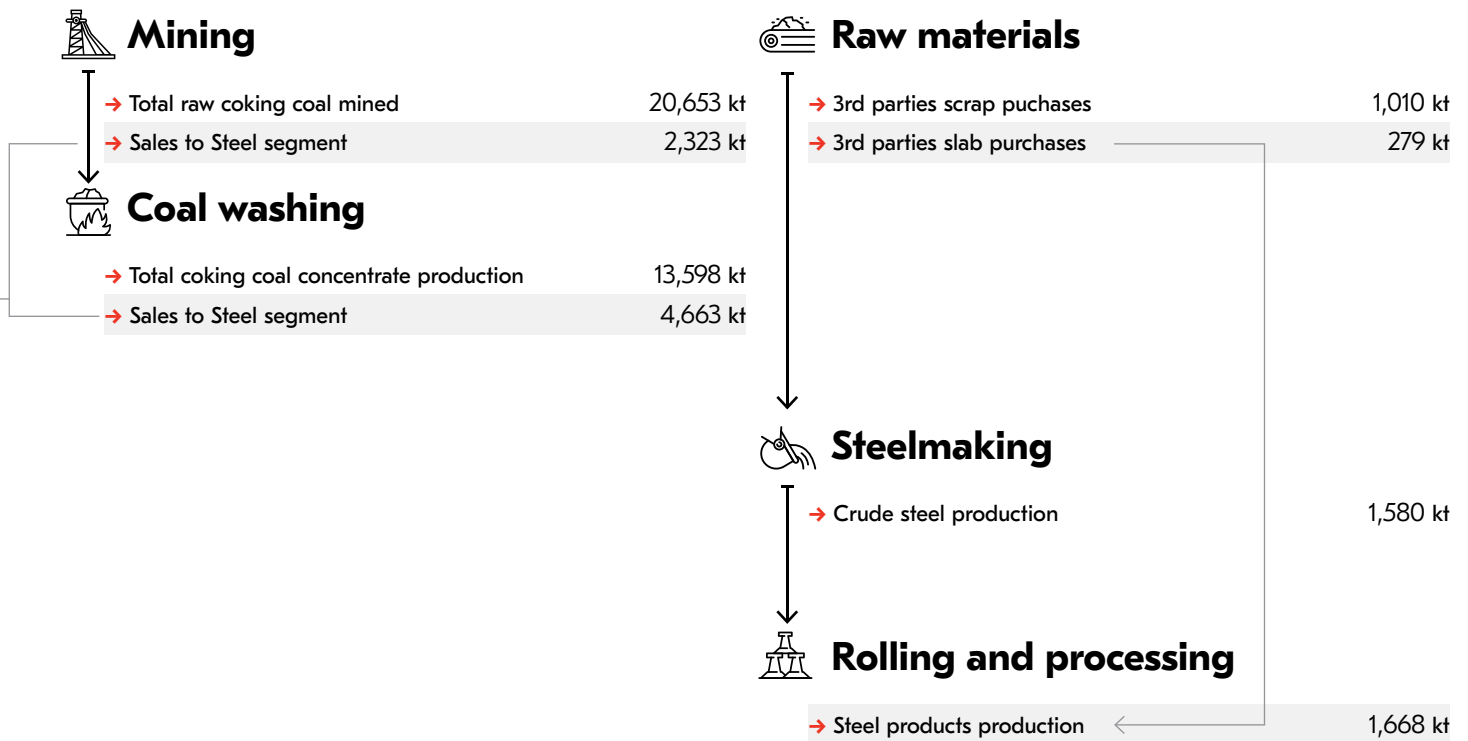 Mining
→ Total raw coking coal mined 20,653 kt
→ Sales to Steel segment 2,323 kt
Coal washing
→ Total coking coal concentrate production 13,598 kt
→ Sales to Steel segment 4,663 kt
Raw materials
→ 3rd parties scrap puchases 1,010 kt
→ 3rd parties slab purchases 279 kt
Steelmaking
→ Crude steel production 1,580 kt
Rolling and processing
→ Steel products production 1,668 kt